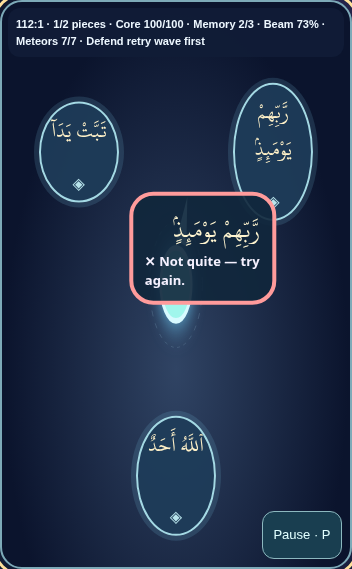 112:1 · 1/2 pieces · Core 100/100 · Memory 2/3 · Beam 73% ·
Meteors 7/7 · Defend retry wave first
تَبَّتْ يَدَآ
رَّبِّهِمْ
يَوْمَئِذٍۢ
رَّبِّهِمْ يَوْمَئِذٍۢ
✕ Not quite — try
again.
ٱللَّهُ أَحَدٌ
Pause · P